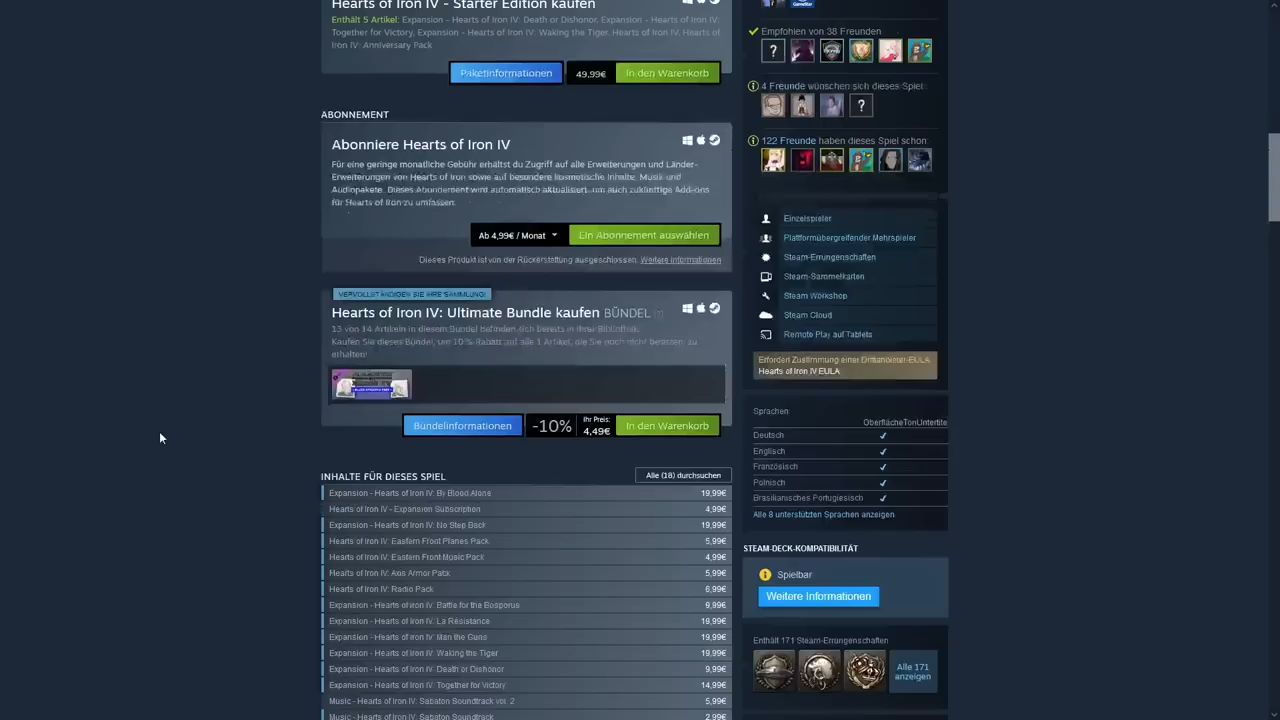 Hearts of Iron IV - Starter Edition kaufen
Enthält 5 Artikel: Expansion - Hearts of Iron IV: Death or Dishonor, Expansion - Hearts of Iron IV:
Together for Victory, Expansion - Hearts of Iron IV: Waking the Tiger, Hearts of Iron IV, Hearts of
Iron IV: Anniversary Pack
Paketinformationen
49,99€
In den Warenkorb
ABONNEMENT
Abonniere Hearts of Iron IV
Für eine geringe monatliche Gebühr erhältst du Zugriff auf alle Erweiterungen und Länder-
Erweiterungen von Hearts of Iron sowie auf besondere kosmetische Inhalte, Musik und
Audiopakete. Dieses Abonnement wird automatisch aktualisiert, um auch zukünftige Add-ons
für Hearts of Iron zu umfassen.
Ab 4,99€ / Monat
Ein Abonnement auswählen
Dieses Produkt ist von der Rückerstattung ausgeschlossen. Weitere Informationen
VERVOLLSTÄNDIGEN SIE IHRE SAMMLUNG!
Hearts of Iron IV: Ultimate Bundle kaufen BÜNDEL (?)
13 von 14 Artikeln in diesem Bündel befinden sich bereits in Ihrer Bibliothek.
Kaufen Sie dieses Bündel, um 10 % Rabatt auf alle 1 Artikel, die Sie noch nicht besitzen, zu
erhalten!
Bündelinformationen
-10%
Ihr Preis:
4,49€
In den Warenkorb
INHALTE FÜR DIESES SPIEL
Alle (18) durchsuchen
Expansion - Hearts of Iron IV: By Blood Alone 19,99€
Hearts of Iron IV - Expansion Subscription 4,99€
Expansion - Hearts of Iron IV: No Step Back 19,99€
Hearts of Iron IV: Eastern Front Planes Pack 5,99€
Hearts of Iron IV: Eastern Front Music Pack 4,99€
Hearts of Iron IV: Axis Armor Pack 5,99€
Hearts of Iron IV: Radio Pack 6,99€
Expansion - Hearts of Iron IV: Battle for the Bosporus 9,99€
Expansion - Hearts of Iron IV: La Résistance 19,99€
Expansion - Hearts of Iron IV: Man the Guns 19,99€
Expansion - Hearts of Iron IV: Waking the Tiger 19,99€
Expansion - Hearts of Iron IV: Death or Dishonor 9,99€
Expansion - Hearts of Iron IV: Together for Victory 14,99€
Music - Hearts of Iron IV: Sabaton Soundtrack vol. 2 5,99€
Music - Hearts of Iron IV: Sabaton Soundtrack 2,99€
Empfohlen von 38 Freunden
4 Freunde wünschen sich dieses Spiel
122 Freunde haben dieses Spiel schon
Einzelspieler
Plattformübergreifender Mehrspieler
Steam-Errungenschaften
Steam-Sammelkarten
Steam Workshop
Steam Cloud
Remote Play auf Tablets
Erfordert Zustimmung einer Drittanbieter-EULA
Hearts of Iron IV EULA
Sprachen:
OberflächeTonUntertite
Deutsch
Englisch
Französisch
Polnisch
Brasilianisches Portugiesisch
Alle 8 unterstützten Sprachen anzeigen
STEAM-DECK-KOMPATIBILITÄT
Spielbar
Weitere Informationen
Enthält 171 Steam-Errungenschaften
Alle 171
anzeigen